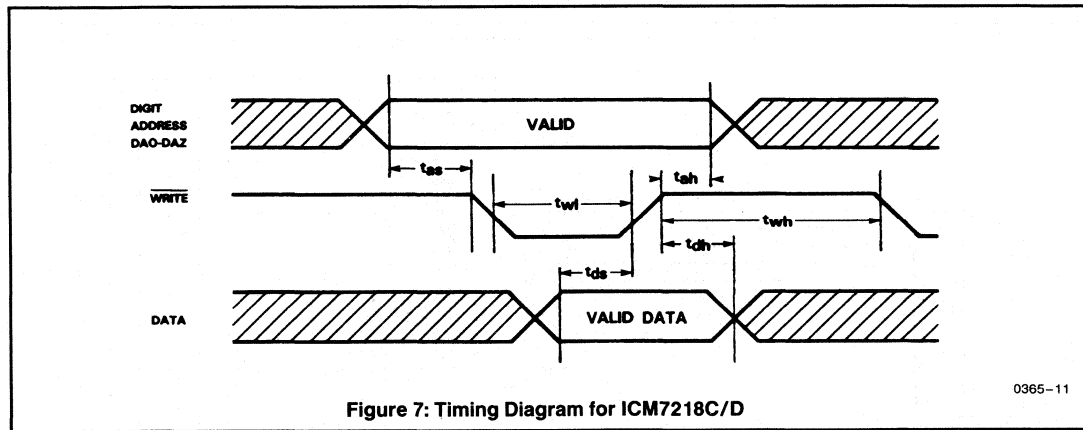 DIGIT
ADDRESS
DAO-DAZ
VALID
tas
tah
WRITE
twl
twh
tdh
tds
DATA
VALID DATA
0365-11
Figure 7: Timing Diagram for ICM7218C/D